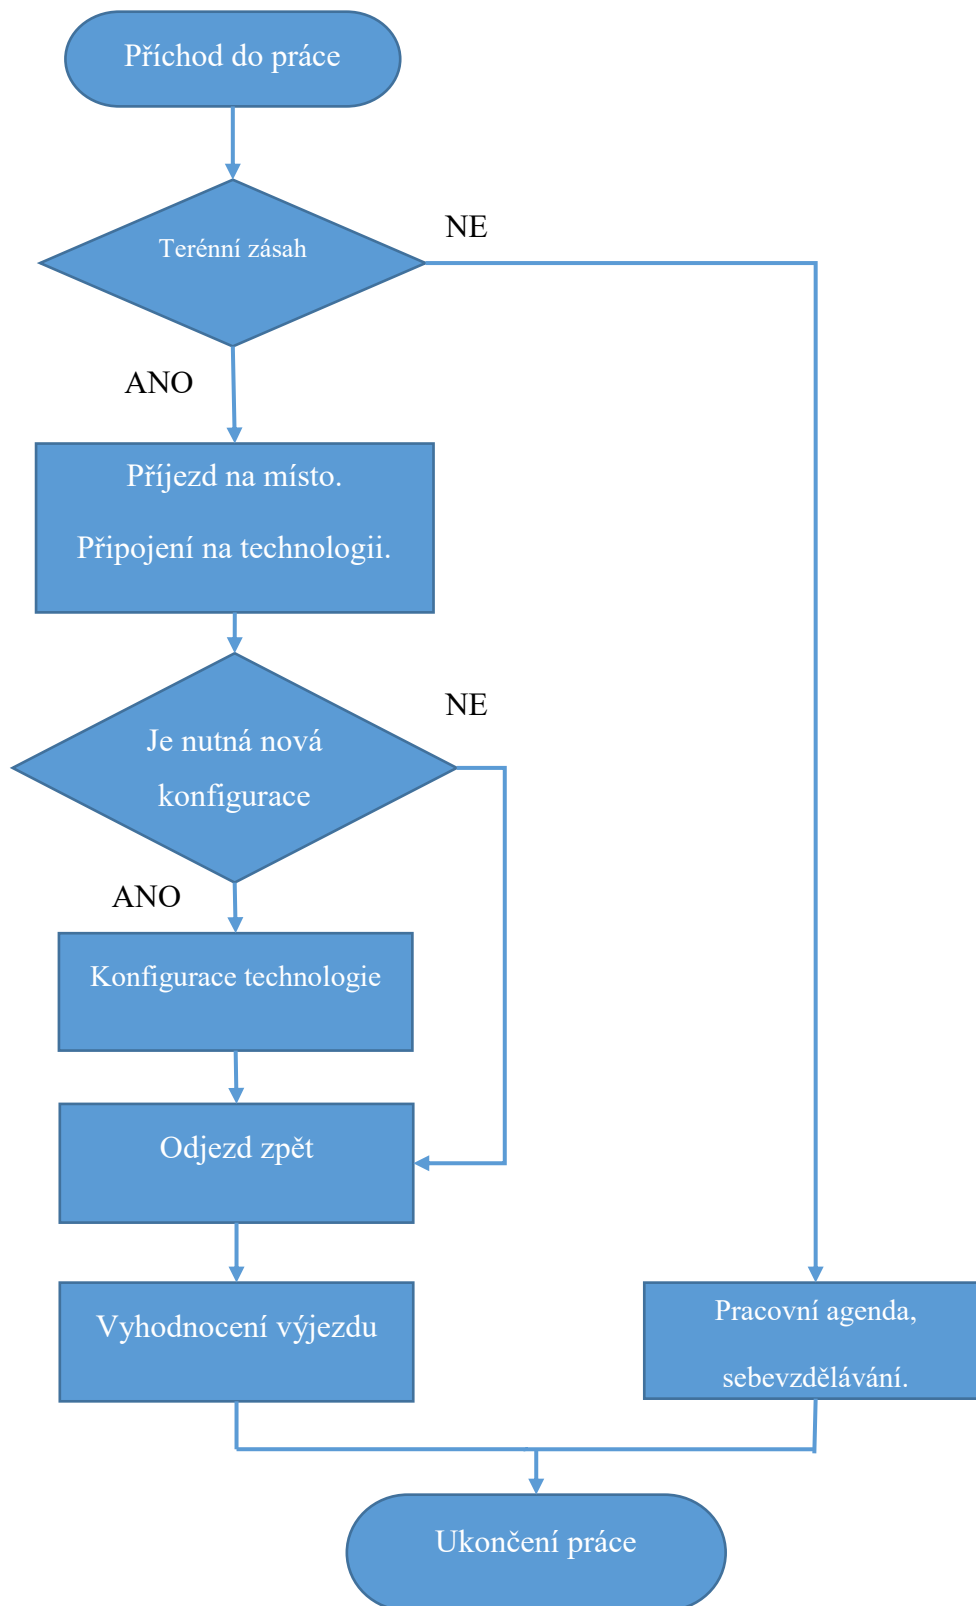 Příchod do práce
Terénní zásah
NE
ANO
Příjezd na místo.
Připojení na technologii.
NE
Je nutná nová
konfigurace
ANO
Konfigurace technologie
Odjezd zpět
Vyhodnocení výjezdu
Pracovní agenda,
sebevzdělávání.
Ukončení práce